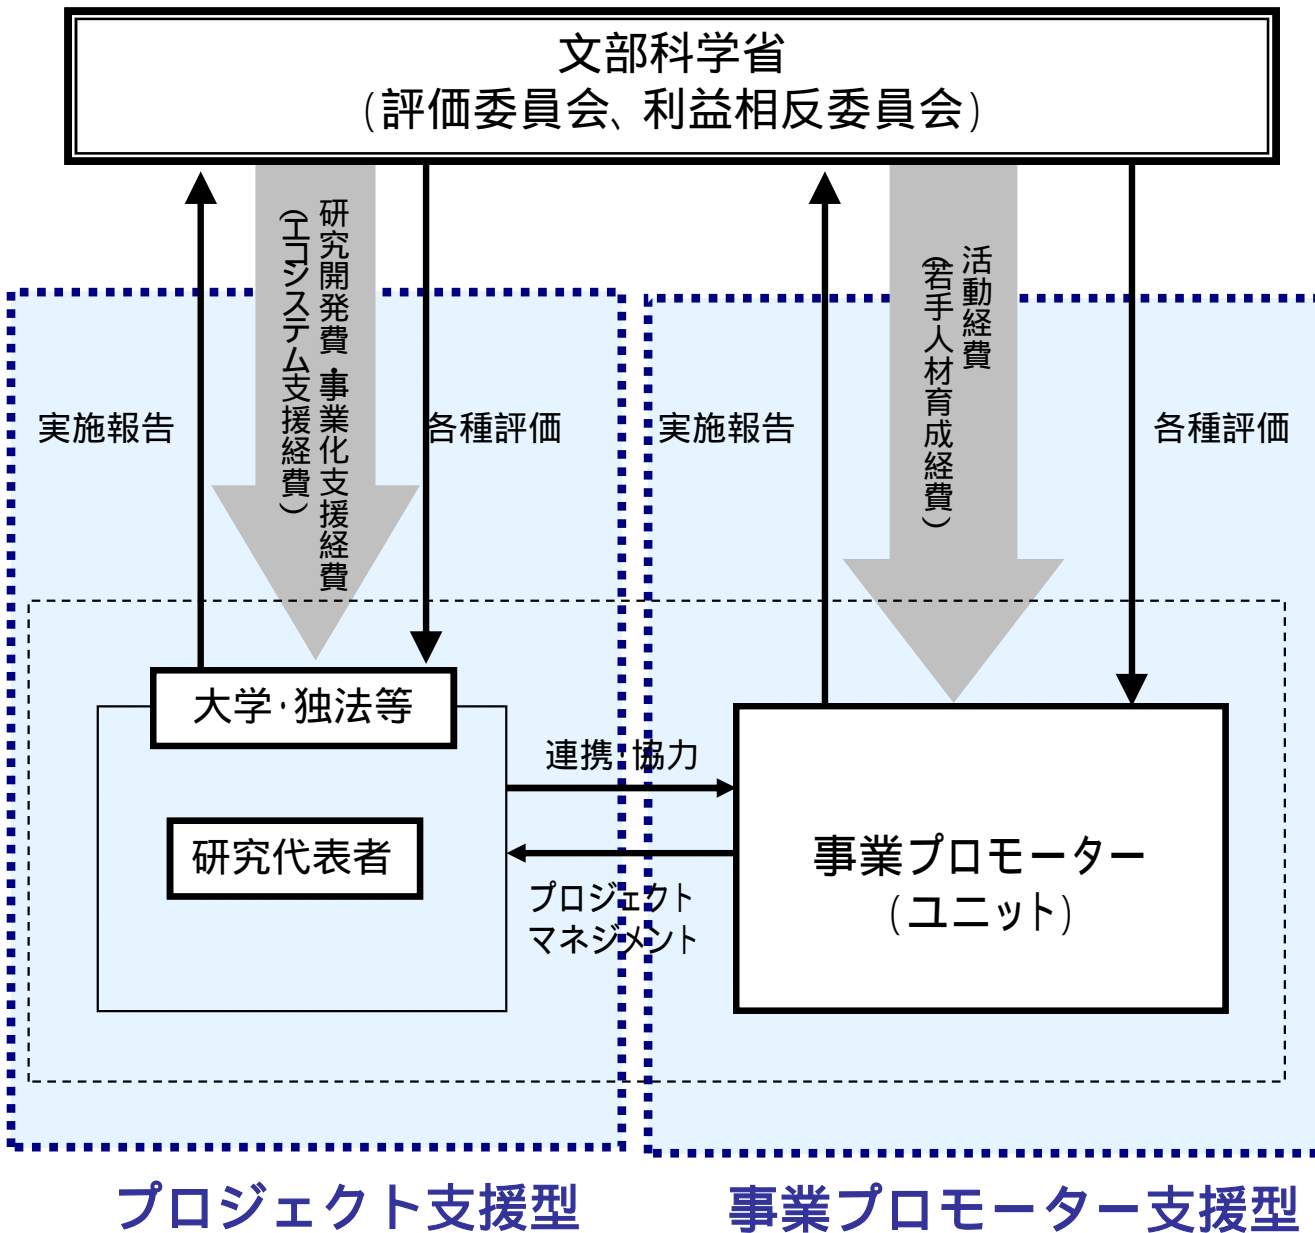 文部科学省
(評価委員会、利益相反委員会)
研究開発費・事業化支援経費
(エコシステム支援経費)
活動経費
(若手人材育成経費)
実施報告
各種評価
実施報告
各種評価
大学・独法等
連携・協力
研究代表者
事業プロモーター
(ユニット)
プロジェクト
マネジメント
プロジェクト支援型
事業プロモーター支援型